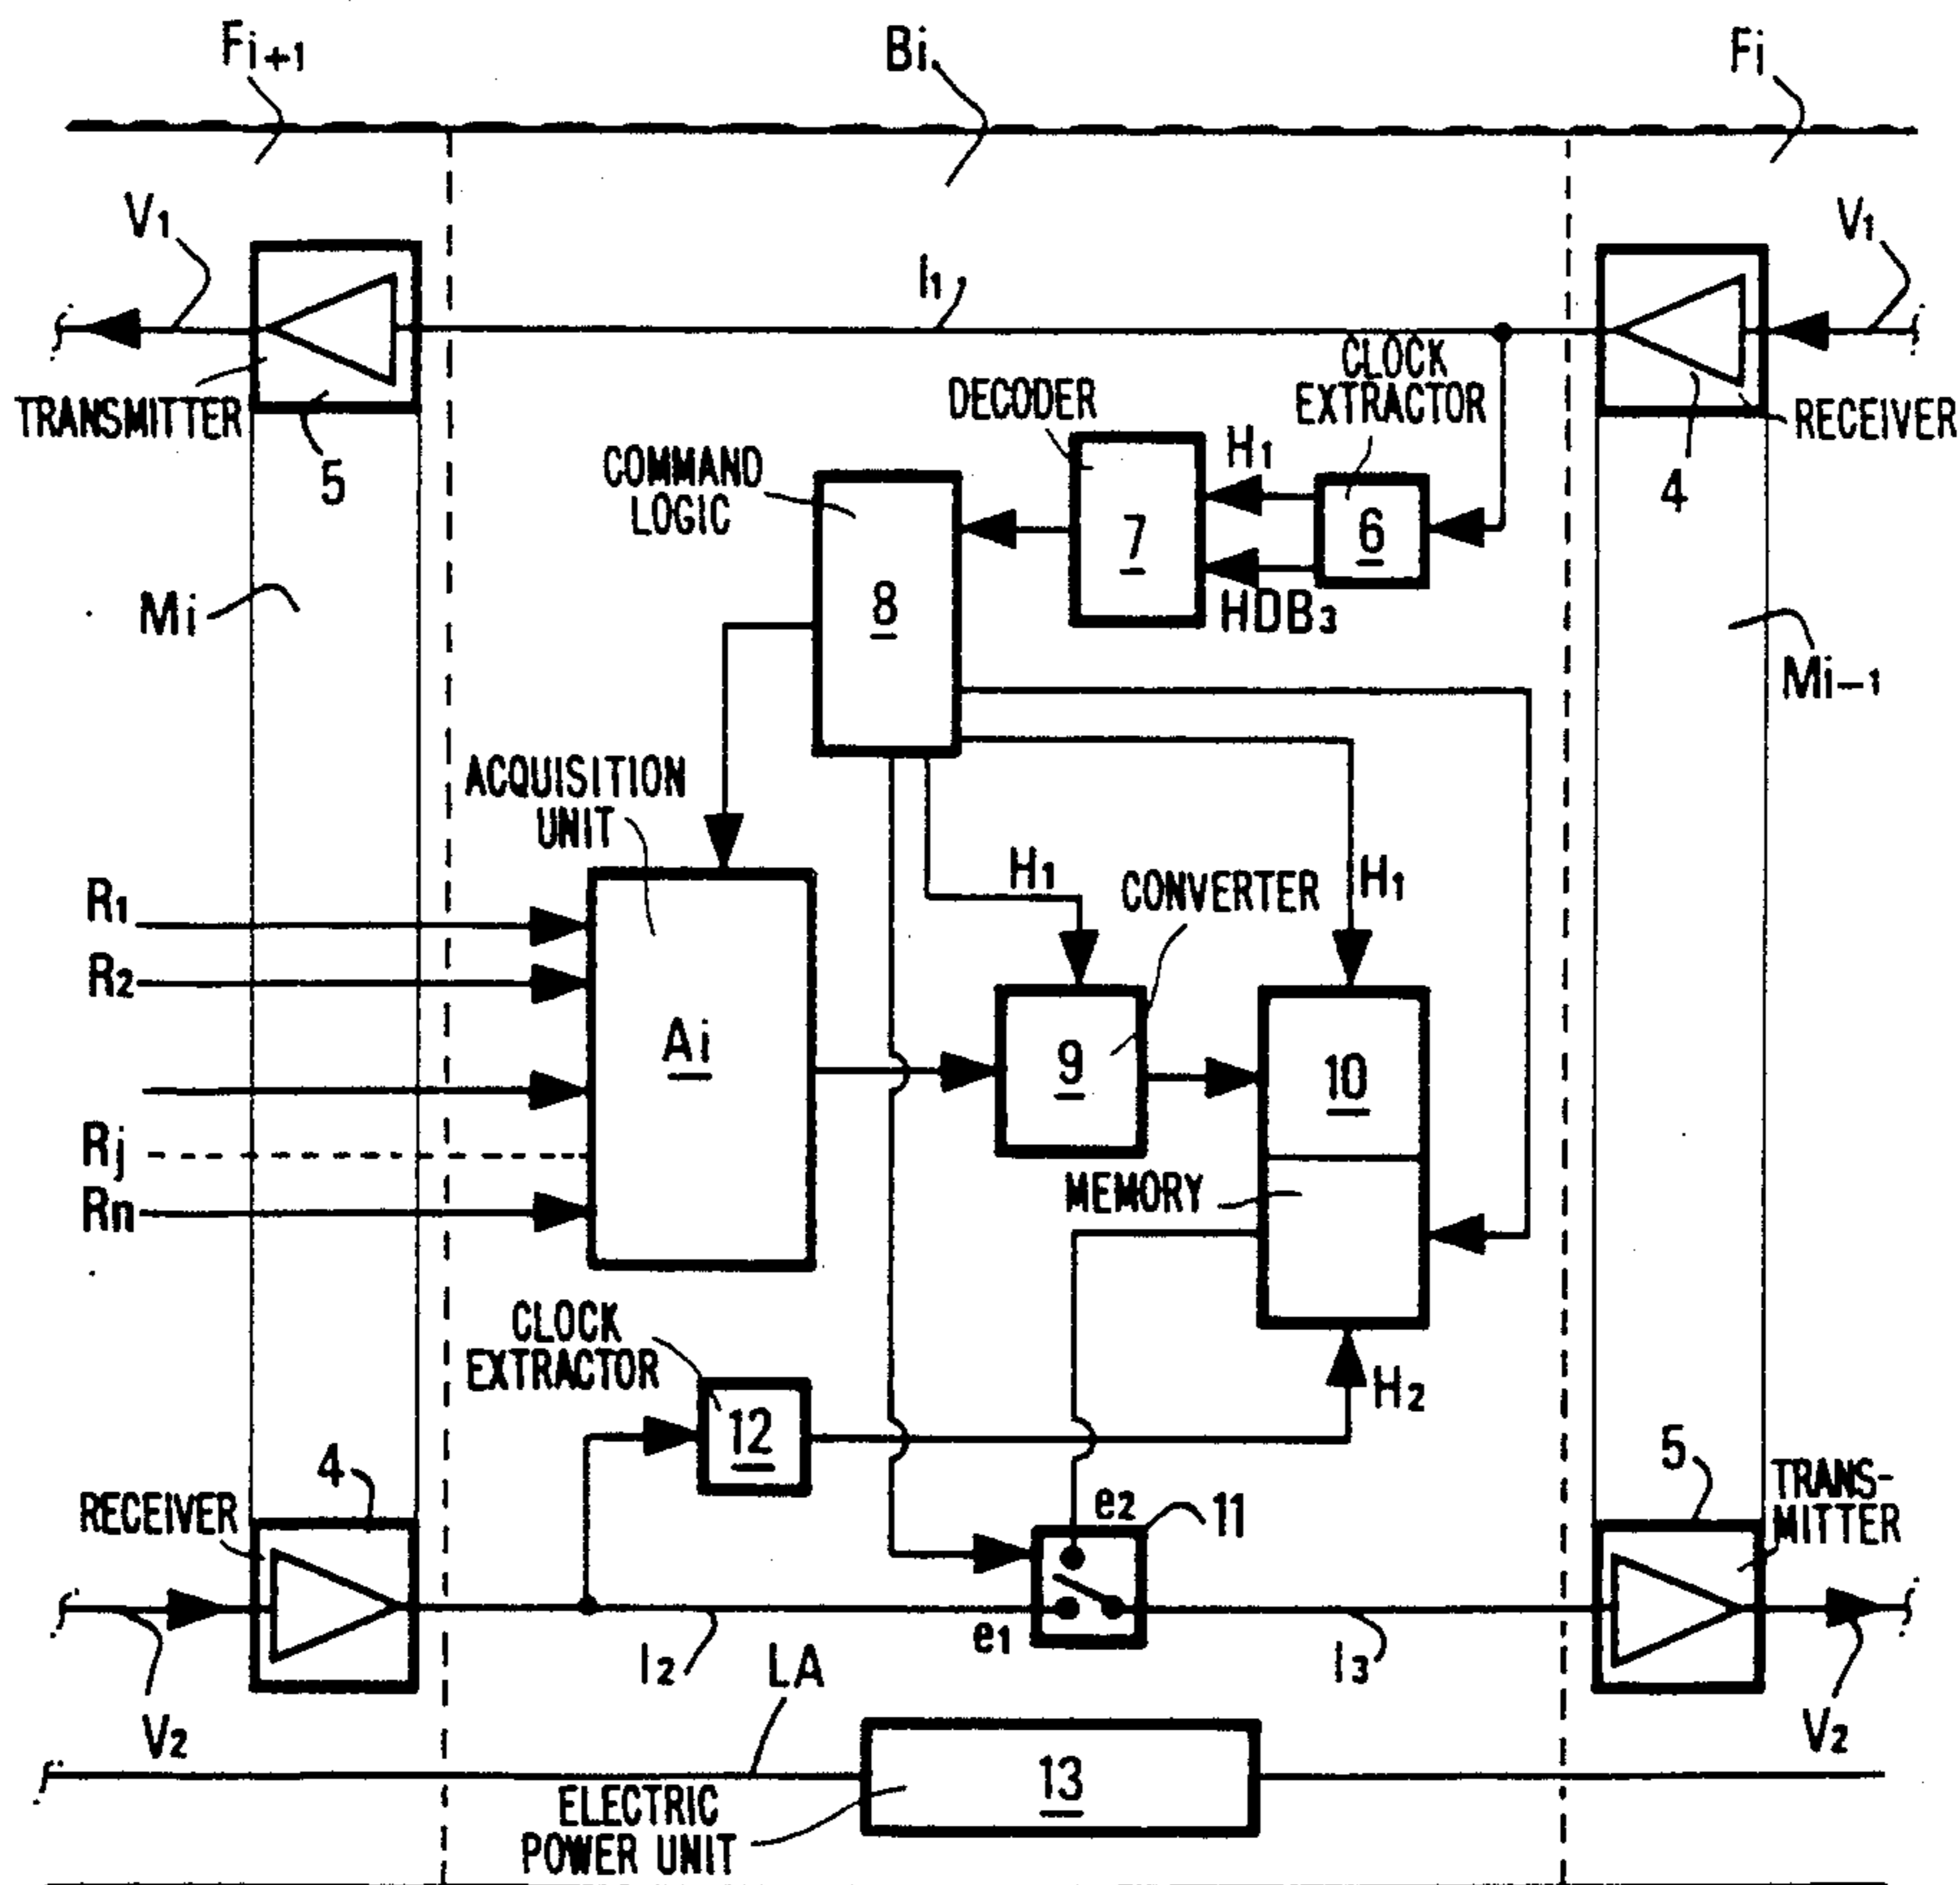 Fi+1
Bi
Fi
V1
l1
V1
TRANSMITTER
5
DECODER
CLOCK
EXTRACTOR
4
RECEIVER
COMMAND
LOGIC
H1
7
6
HDB3
8
Mi
Mi-1
ACQUISITION
UNIT
H1
CONVERTER
H1
R1
R2
Ai
9
10
Rj
Rn
MEMORY
CLOCK
EXTRACTOR
12
H2
RECEIVER
4
e2
11
5
TRANS-
MITTER
e1
l2
l3
V2
LA
V2
13
ELECTRIC
POWER UNIT